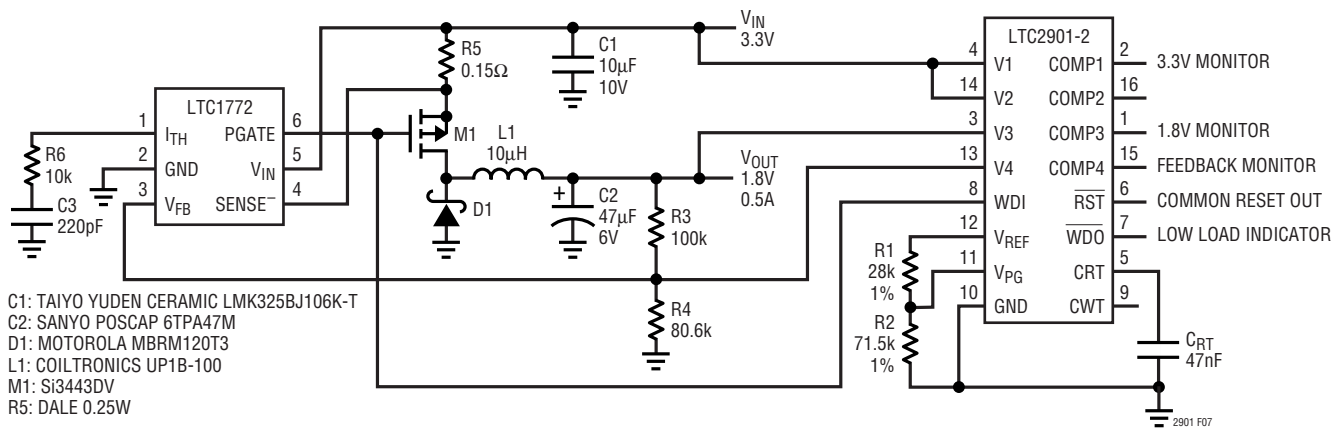 V_IN
3.3V
R5
0.15Ω
C1
10µF
10V
LTC1772
1
I_TH
PGATE
6
2
GND
V_IN
5
3
V_FB
SENSE⁻
4
R6
10k
C3
220pF
M1
L1
10µH
D1
+
C2
47µF
6V
R3
100k
R4
80.6k
V_OUT
1.8V
0.5A
LTC2901-2
4
V1
COMP1
2
3.3V MONITOR
14
V2
COMP2
16
3
V3
COMP3
1
1.8V MONITOR
13
V4
COMP4
15
FEEDBACK MONITOR
8
WDI
R̅S̅T̅
6
COMMON RESET OUT
12
V_REF
W̅D̅O̅
7
LOW LOAD INDICATOR
11
V_PG
CRT
5
10
GND
CWT
9
R1
28k
1%
R2
71.5k
1%
C_RT
47nF
C1: TAIYO YUDEN CERAMIC LMK325BJ106K-T
C2: SANYO POSCAP 6TPA47M
D1: MOTOROLA MBRM120T3
L1: COILTRONICS UP1B-100
M1: Si3443DV
R5: DALE 0.25W
2901 F07